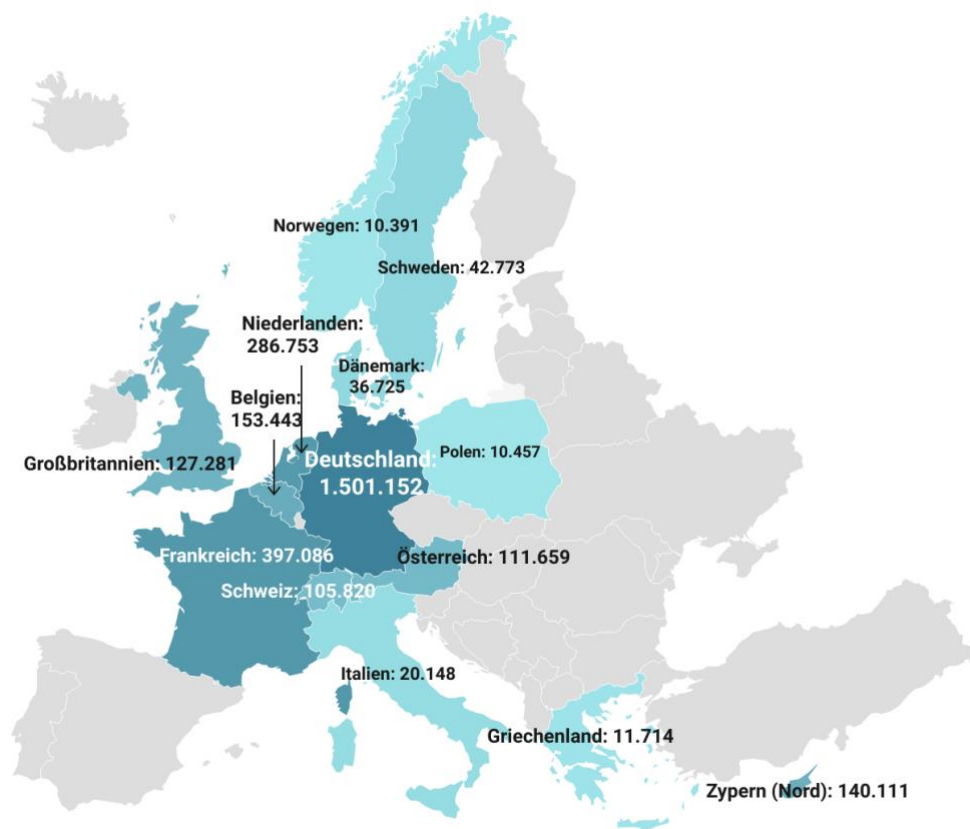 Norwegen: 10.391
Schweden: 42.773
Niederlanden:
286.753
Dänemark:
36.725
Belgien:
153.443
Großbritannien: 127.281
Deutschland:
1.501.152
Polen: 10.457
Frankreich: 397.086
Österreich: 111.659
Schweiz: 105.820
Italien: 20.148
Griechenland: 11.714
Zypern (Nord): 140.111